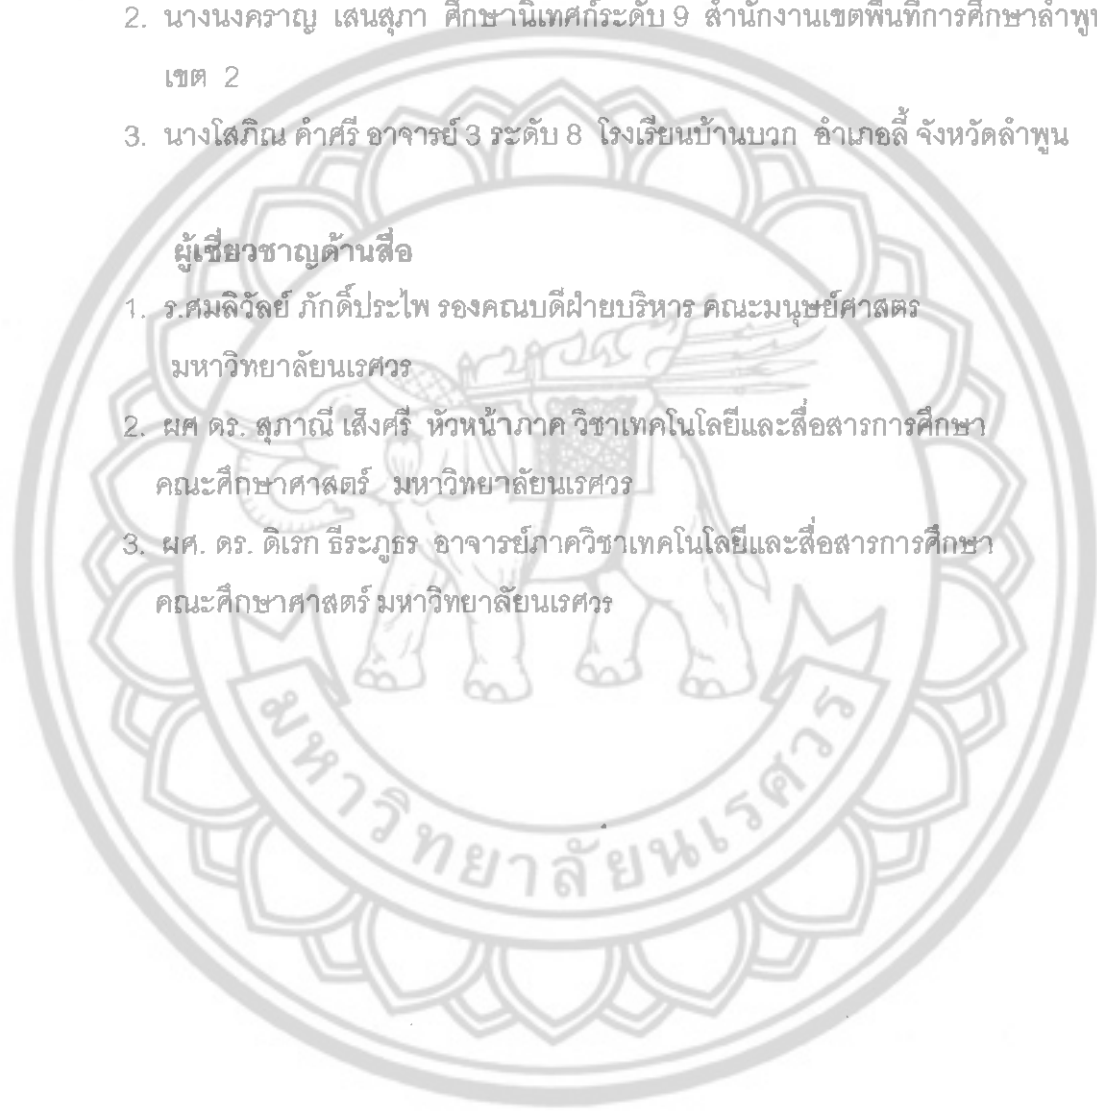 2. นางนงคราญ เสนสุภา ศึกษานิเทศก์ระดับ 9 สำนักงานเขตพื้นที่การศึกษาลำพูน
เขต 2
3. นางโสภิณ คำศรี อาจารย์ 3 ระดับ 8 โรงเรียนบ้านบวก อำเภอลี้ จังหวัดลำพูน
ผู้เชี่ยวชาญด้านสื่อ
1. ร.ศมลิวัลย์ ภักดิ์ประไพ รองคณบดีฝ่ายบริหาร คณะมนุษย์ศาสตร
มหาวิทยาลัยนเรศวร
2. ผศ ดร. สุภาณี เส็งศรี หัวหน้าภาค วิชาเทคโนโลยีและสื่อสารการศึกษา
คณะศึกษาศาสตร์ มหาวิทยาลัยนเรศวร
3. ผศ. ดร. ดิเรก ธีระภูธร อาจารย์ภาควิชาเทคโนโลยีและสื่อสารการศึกษา
คณะศึกษาศาสตร์ มหาวิทยาลัยนเรศวร
มหาวิทยาลัยนเรศวร